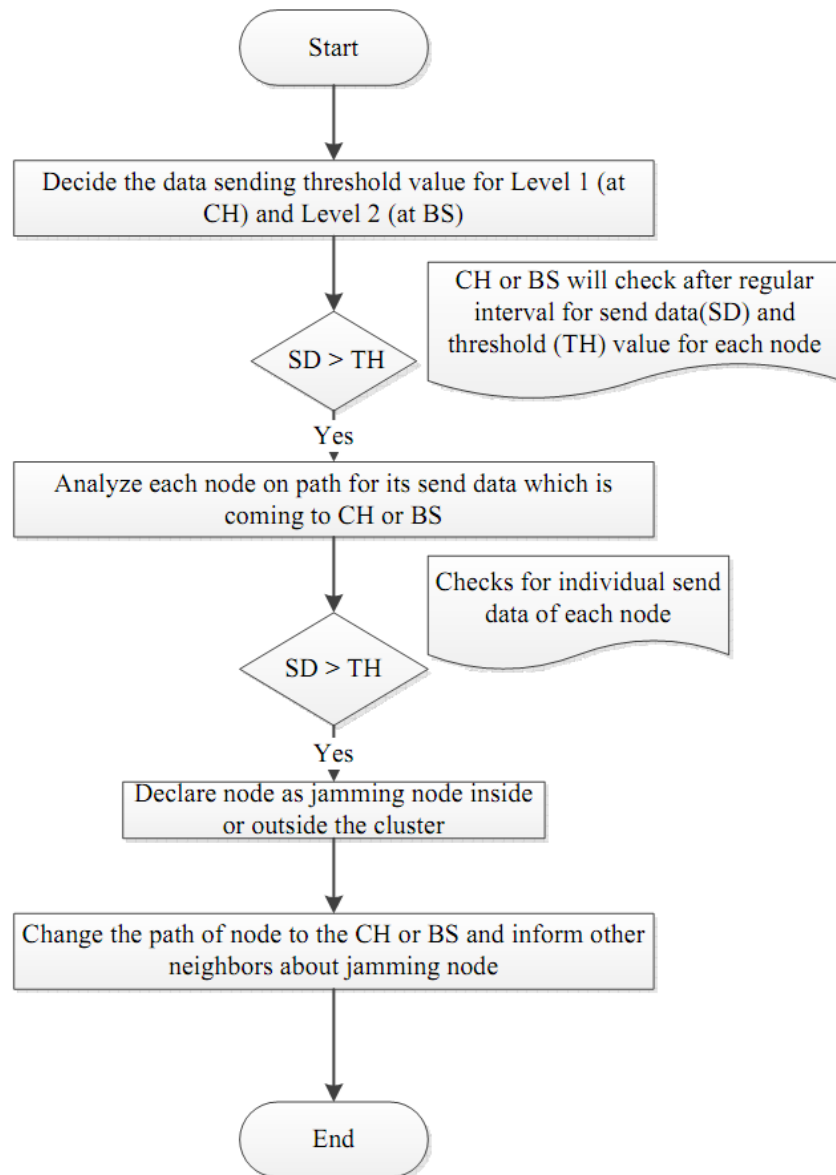 Start
Decide the data sending threshold value for Level 1 (at
CH) and Level 2 (at BS)
CH or BS will check after regular
interval for send data(SD) and
threshold (TH) value for each node
SD > TH
Yes
Analyze each node on path for its send data which is
coming to CH or BS
Checks for individual send
data of each node
SD > TH
Yes
Declare node as jamming node inside
or outside the cluster
Change the path of node to the CH or BS and inform other
neighbors about jamming node
End